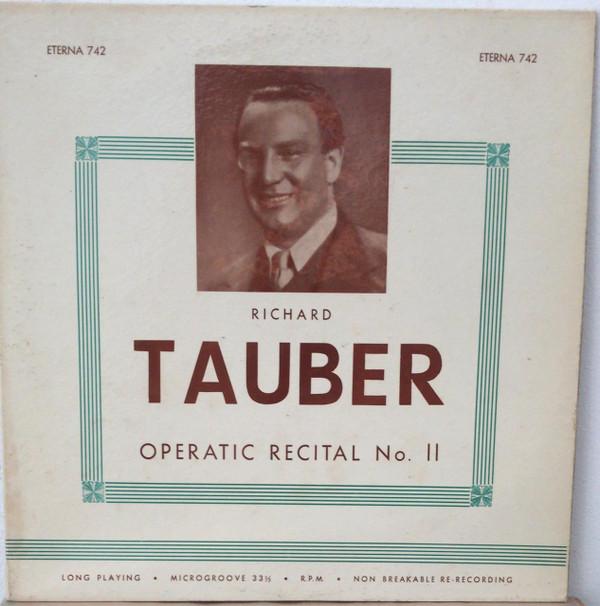 ETERNA 742
ETERNA 742
RICHARD
TAUBER
OPERATIC RECITAL No. II
LONG PLAYING • MICROGROOVE 33⅓ • R.P.M. • NON BREAKABLE RE-RECORDING